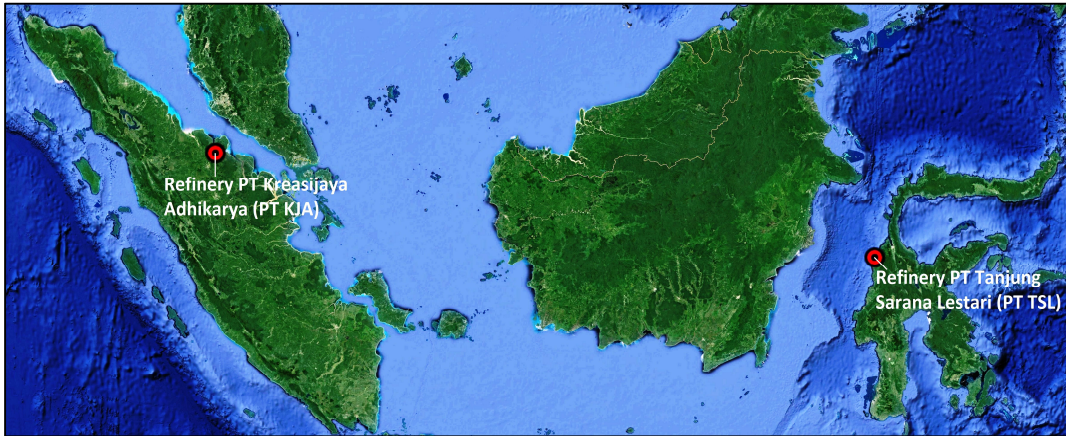 Refinery PT Kreasijaya
Adhikarya (PT KJA)
Refinery PT Tanjung
Sarana Lestari (PT TSL)